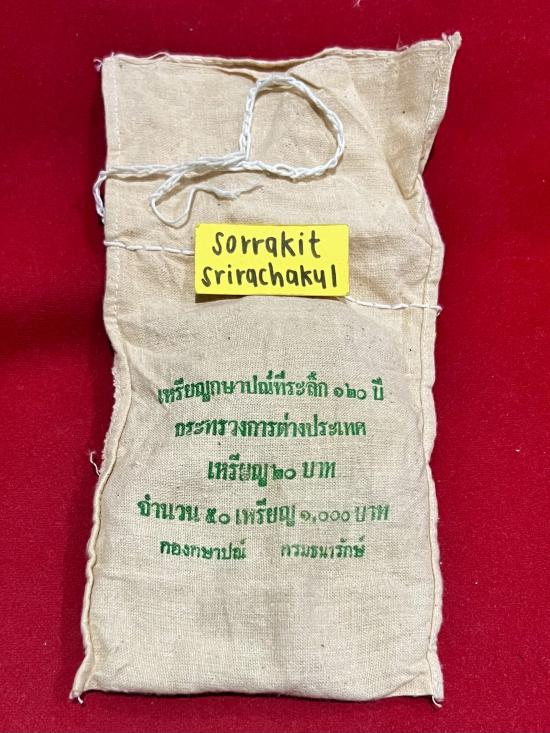 sorrakit
srirachakul
เหรียญกษาปณ์ที่ระลึก ๑๒๐ ปี
กระทรวงการต่างประเทศ
เหรียญ ๒๐ บาท
จำนวน ๕๐ เหรียญ ๑,๐๐๐ บาท
กองกษาปณ์ กรมธนารักษ์